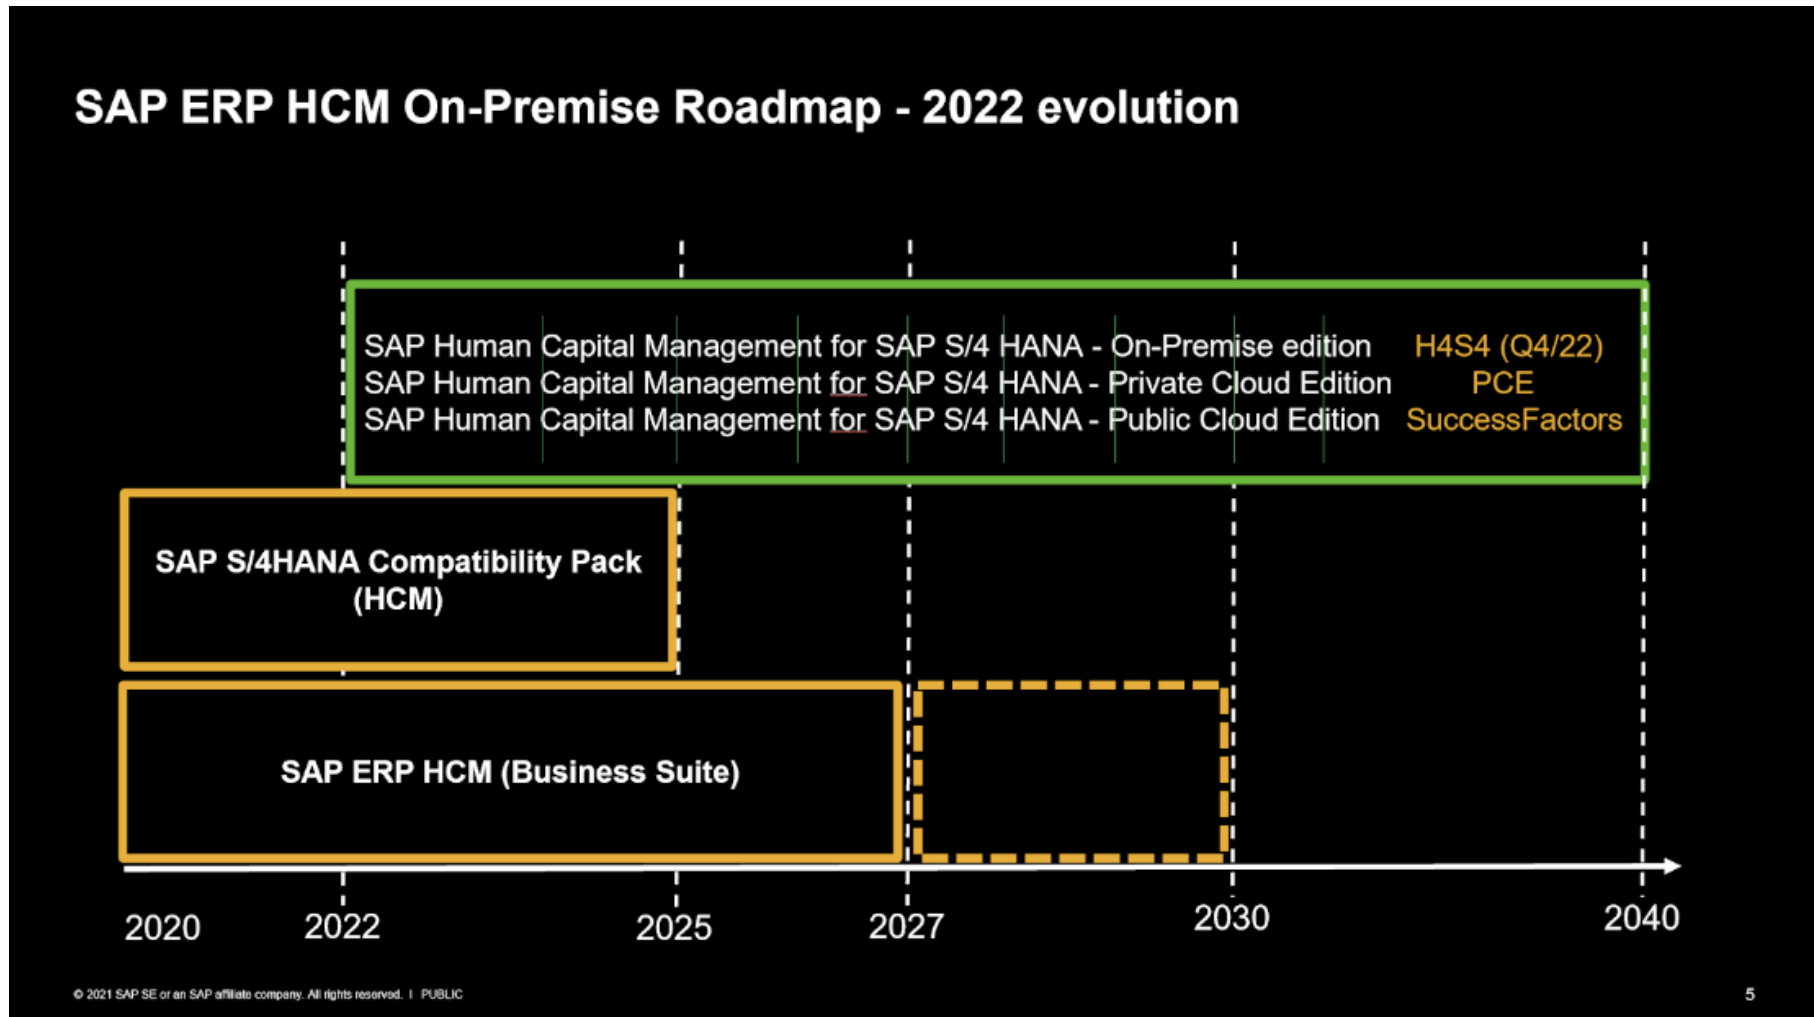 SAP ERP HCM On-Premise Roadmap - 2022 evolution
SAP Human Capital Management for SAP S/4 HANA - On-Premise edition H4S4 (Q4/22)
SAP Human Capital Management for SAP S/4 HANA - Private Cloud Edition PCE
SAP Human Capital Management for SAP S/4 HANA - Public Cloud Edition SuccessFactors
SAP S/4HANA Compatibility Pack
(HCM)
SAP ERP HCM (Business Suite)
2020 2022 2025 2027 2030 2040
© 2021 SAP SE or an SAP affiliate company. All rights reserved. I PUBLIC 5